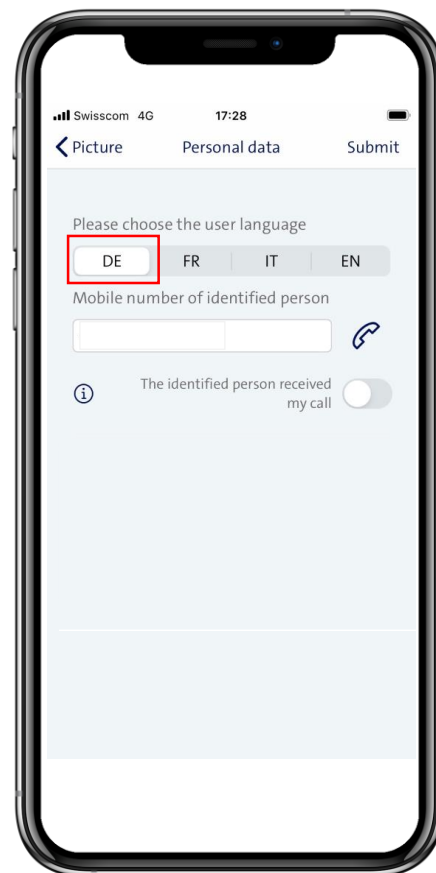 Swisscom 4G 17:28
Picture Personal data Submit
Please choose the user language
DE FR IT EN
Mobile number of identified person
The identified person received
my call